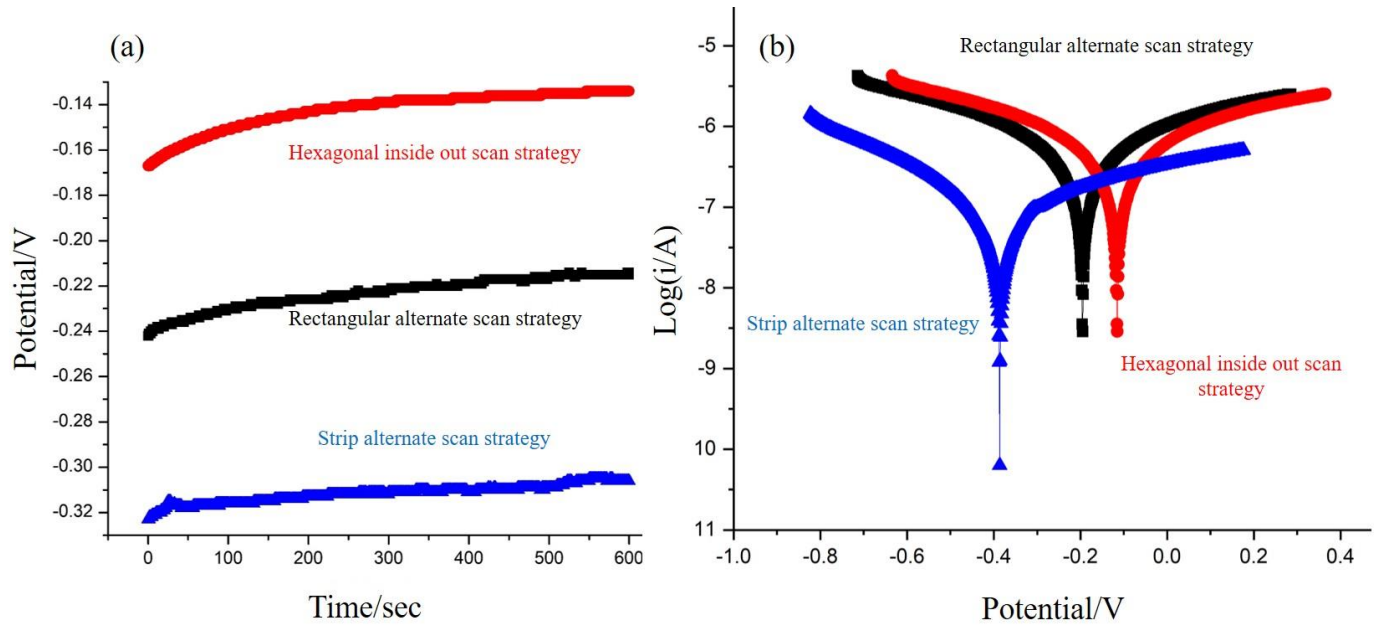 (a)
-0.14
-0.16
-0.18
-0.20
-0.22
-0.24
-0.26
-0.28
-0.30
-0.32
Potential/V
Hexagonal inside out scan strategy
Rectangular alternate scan strategy
Strip alternate scan strategy
0 100 200 300 400 500 600
Time/sec
(b)
-5
-6
-7
-8
-9
10
11
Log(i/A)
Rectangular alternate scan strategy
Strip alternate scan strategy
Hexagonal inside out scan
strategy
-1.0 -0.8 -0.6 -0.4 -0.2 0.0 0.2 0.4
Potential/V